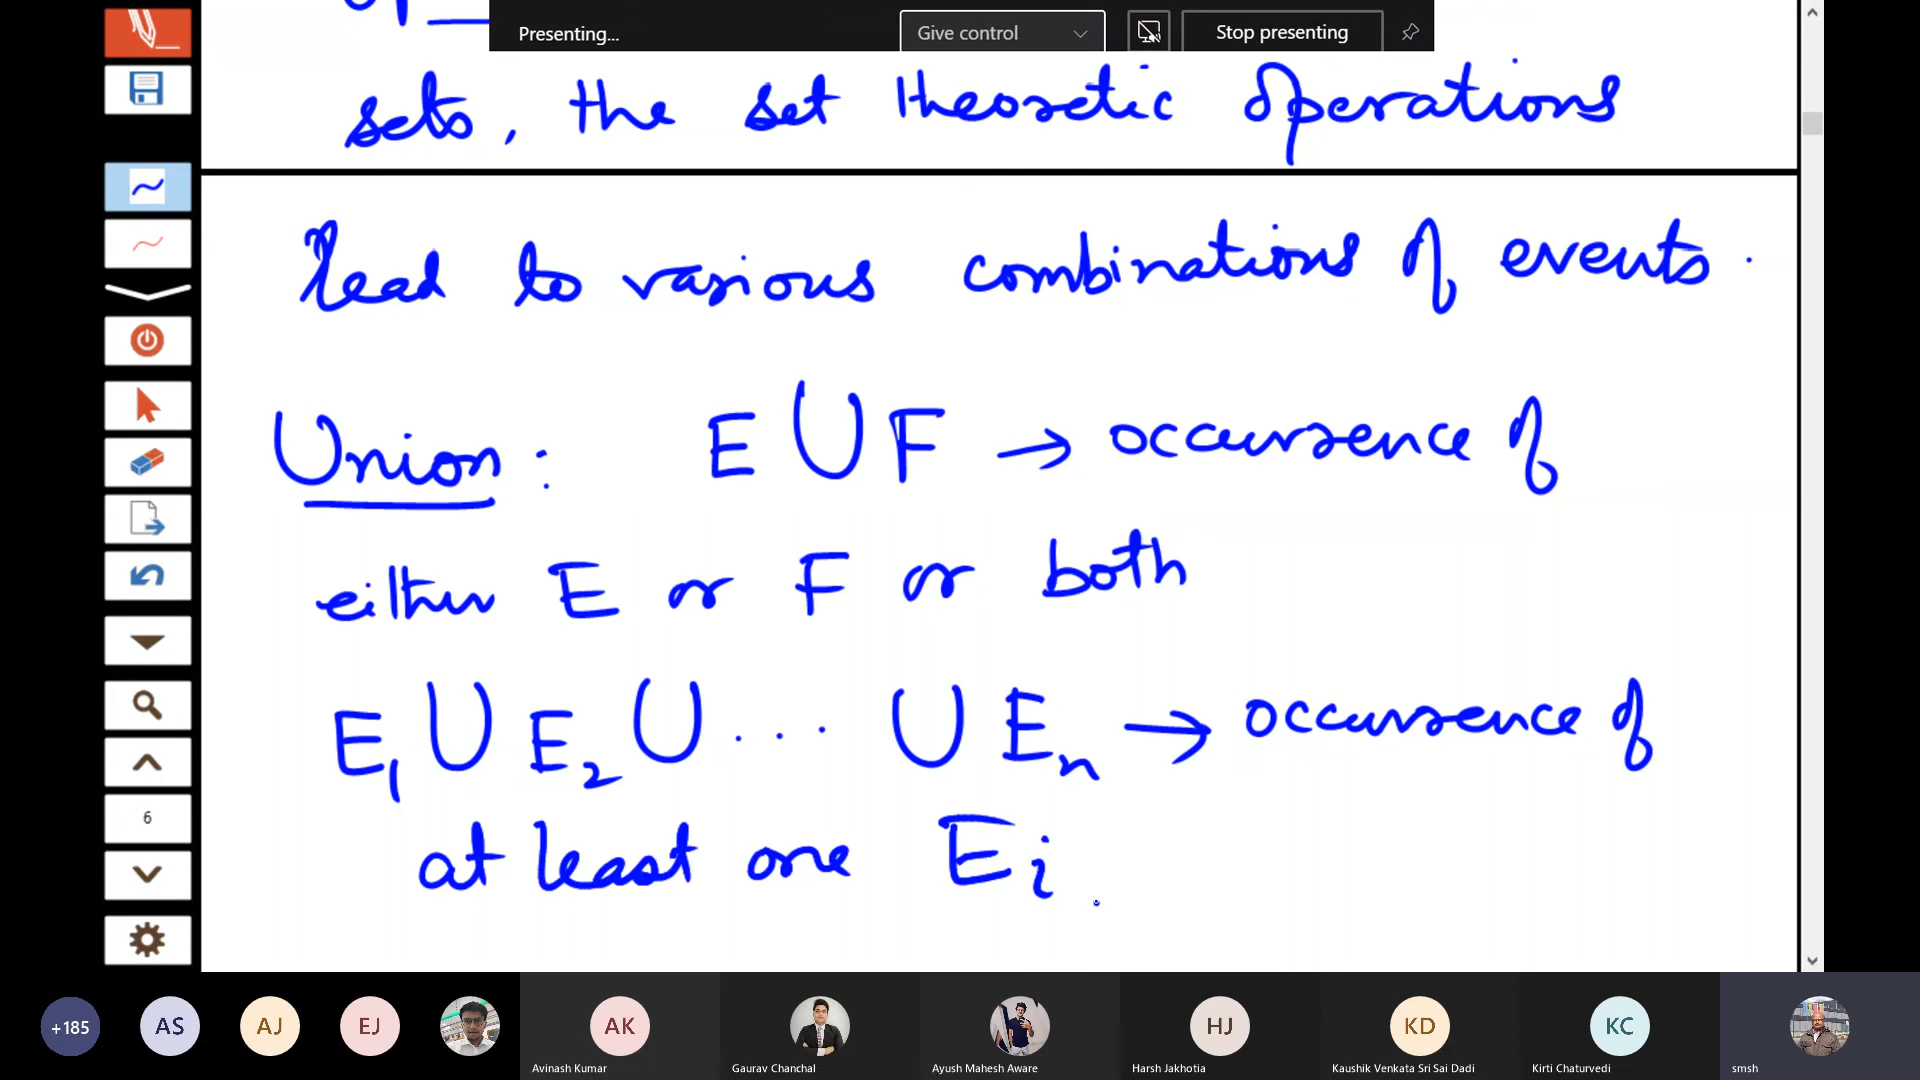 Presenting...
Give control
Stop presenting
sets, the set theoretic operations
lead to various combinations of events.
Union: E ∪ F → occurrence of
either E or F or both
E₁ ∪ E₂ ∪ ... ∪ Eₙ → occurrence of
at least one Eᵢ.
6
+185
AS
AJ
EJ
AK
HJ
KD
KC
Avinash Kumar
Gaurav Chanchal
Ayush Mahesh Aware
Harsh Jakhotia
Kaushik Venkata Sri Sai Dadi
Kirti Chaturvedi
smsh